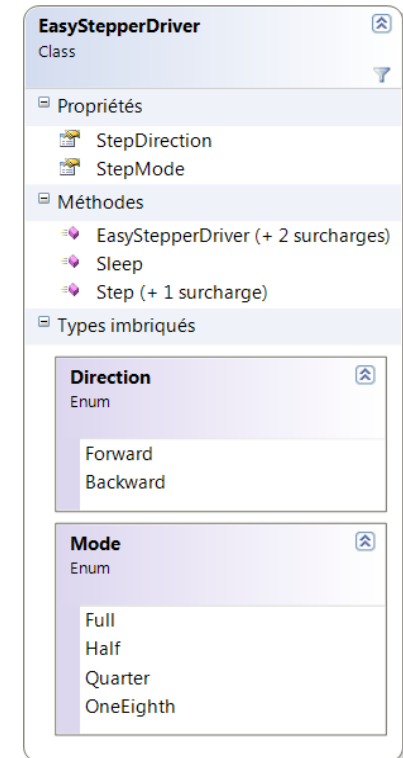 EasyStepperDriver
Class
Propriétés
StepDirection
StepMode
Méthodes
EasyStepperDriver (+ 2 surcharges)
Sleep
Step (+ 1 surcharge)
Types imbriqués
Direction
Enum
Forward
Backward
Mode
Enum
Full
Half
Quarter
OneEighth